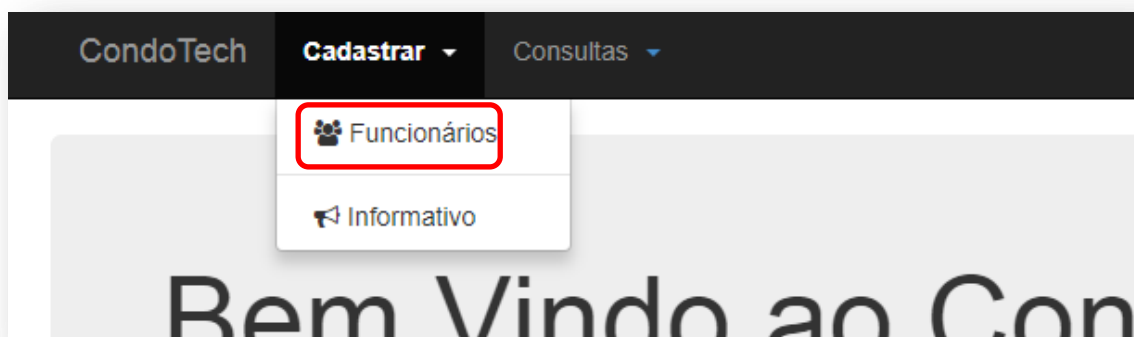 CondoTech Cadastrar Consultas
Funcionários
Informativo
Bem Vindo ao Con